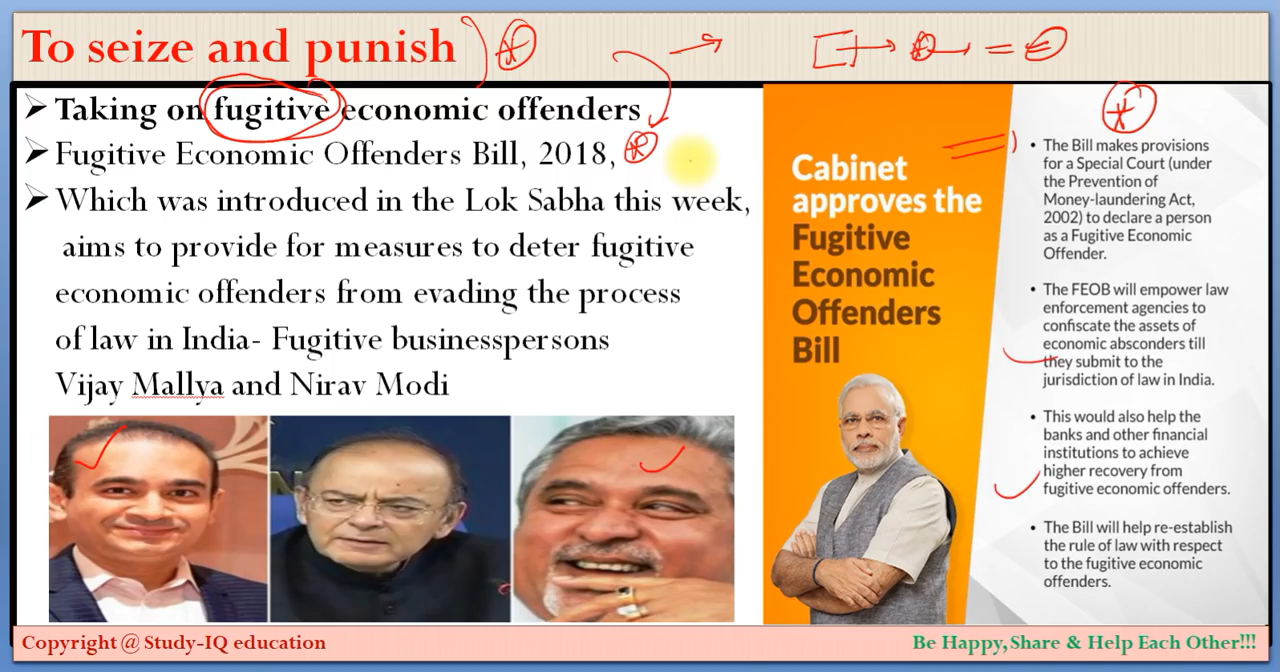 To seize and punish
➢ Taking on fugitive economic offenders
➢ Fugitive Economic Offenders Bill, 2018,
➢ Which was introduced in the Lok Sabha this week,
aims to provide for measures to deter fugitive
economic offenders from evading the process
of law in India- Fugitive businesspersons
Vijay Mallya and Nirav Modi
Cabinet
approves the
Fugitive
Economic
Offenders
Bill
• The Bill makes provisions
for a Special Court (under
the Prevention of
Money-laundering Act,
2002) to declare a person
as a Fugitive Economic
Offender.
• The FEOB will empower law
enforcement agencies to
confiscate the assets of
economic absconders till
they submit to the
jurisdiction of law in India.
• This would also help the
banks and other financial
institutions to achieve
higher recovery from
fugitive economic offenders.
• The Bill will help re-establish
the rule of law with respect
to the fugitive economic
offenders.
Copyright @ Study-IQ education
Be Happy,Share & Help Each Other!!!